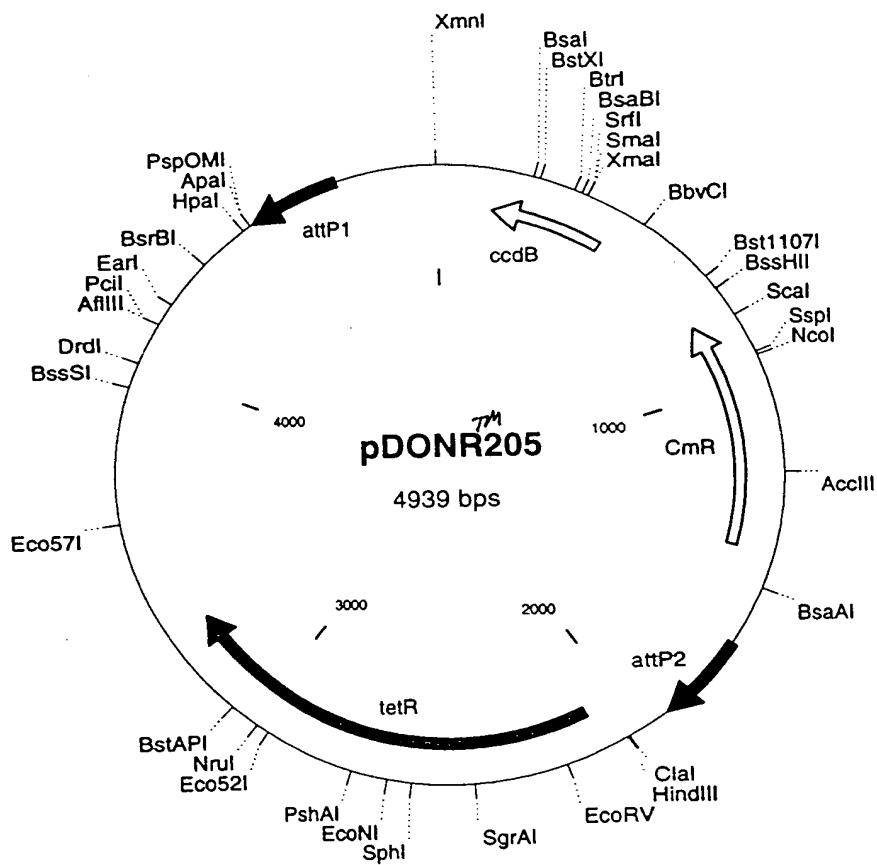 XmnI
BsaI
BstXI
BtrI
BsaBI
SrfI
SmaI
XmaI
PspOMI
ApaI
HpaI
attP1
BbvCI
BsrBI
ccdB
Bst1107I
EarI
BssHII
PciI
ScaI
AflIII
SspI
NcoI
DrdI
BssSI
4000
1000
TM
pDONR205
CmR
4939 bps
AccIII
Eco57I
3000
2000
BsaAI
attP2
tetR
BstAPI
NruI
Eco52I
ClaI
HindIII
PshAI
EcoNI
SphI
SgrAI
EcoRV